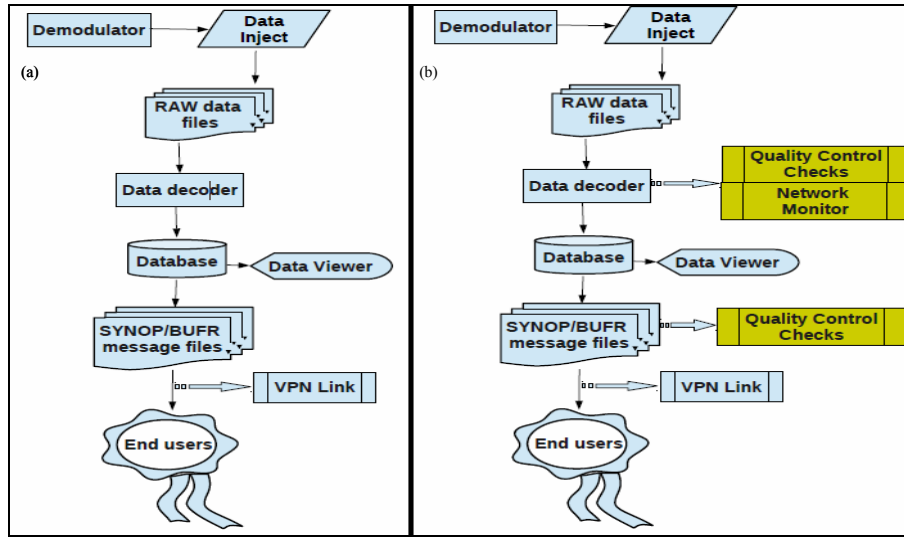 (a)
Demodulator
Data
Inject
RAW data
files
Data decoder
Database
Data Viewer
SYNOP/BUFR
message files
VPN Link
End users
(b)
Demodulator
Data
Inject
RAW data
files
Data decoder
Quality Control
Checks
Network
Monitor
Database
Data Viewer
SYNOP/BUFR
message files
Quality Control
Checks
VPN Link
End users